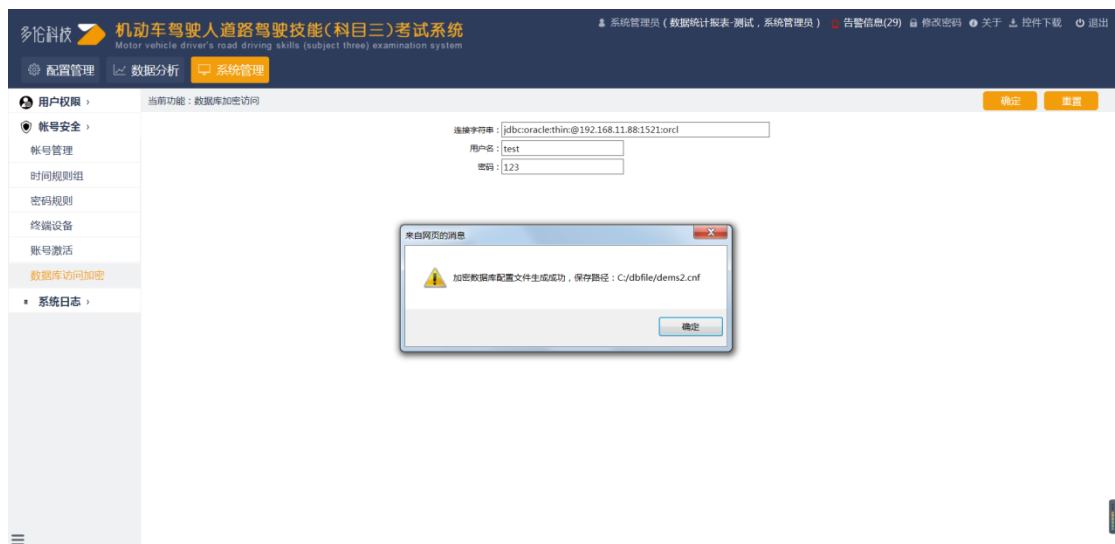 多伦科技
机动车驾驶人道路驾驶技能(科目三)考试系统
Motor vehicle driver's road driving skills (subject three) examination system
系统管理员 ( 数据统计报表-测试 , 系统管理员 )
告警信息(29)
修改密码
关于
控件下载
退出
配置管理
数据分析
系统管理
用户权限
帐号安全
帐号管理
时间规则组
密码规则
终端设备
账号激活
数据库访问加密
系统日志
当前功能 : 数据库加密访问
确定
重置
连接字符串 : jdbc:oracle:thin:@192.168.11.88:1521:orcl
用户名 : test
密码 : 123
来自网页的消息
加密数据库配置文件生成成功 , 保存路径 : C:/dbfile/dems2.cnf
确定